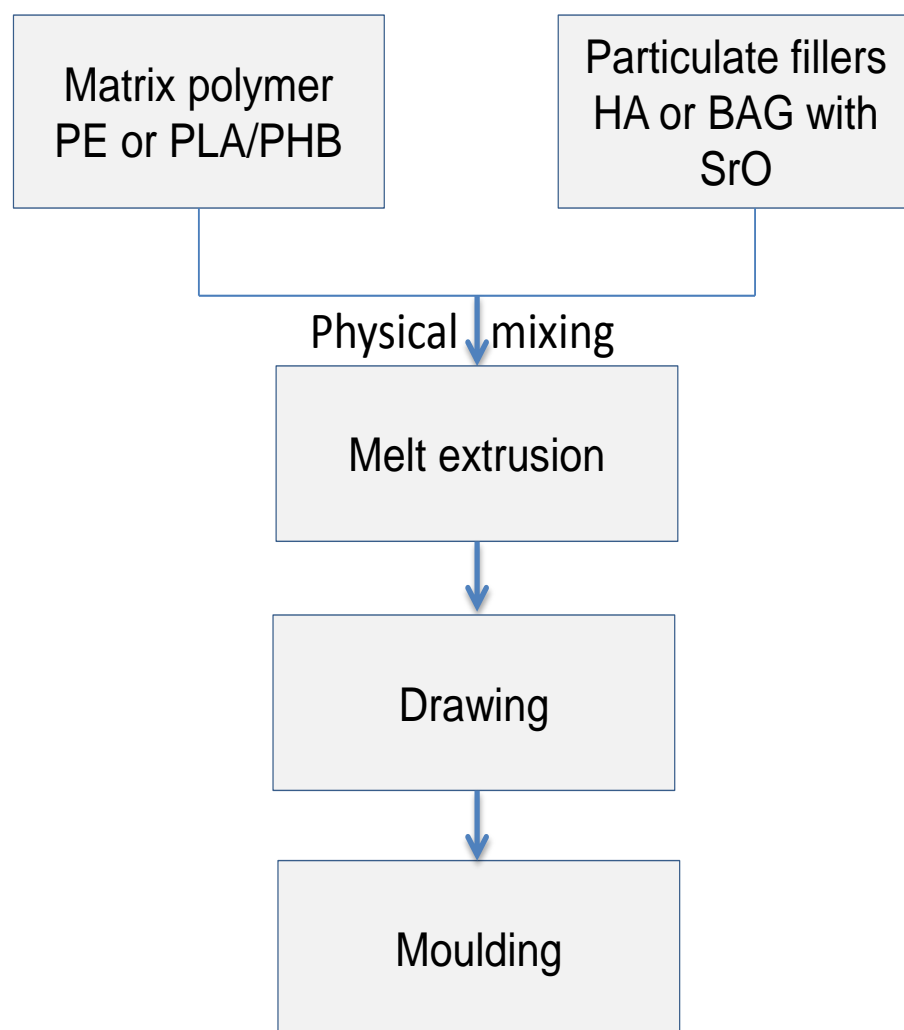 Matrix polymer
PE or PLA/PHB
Particulate fillers
HA or BAG with
SrO
Physical mixing
Melt extrusion
Drawing
Moulding